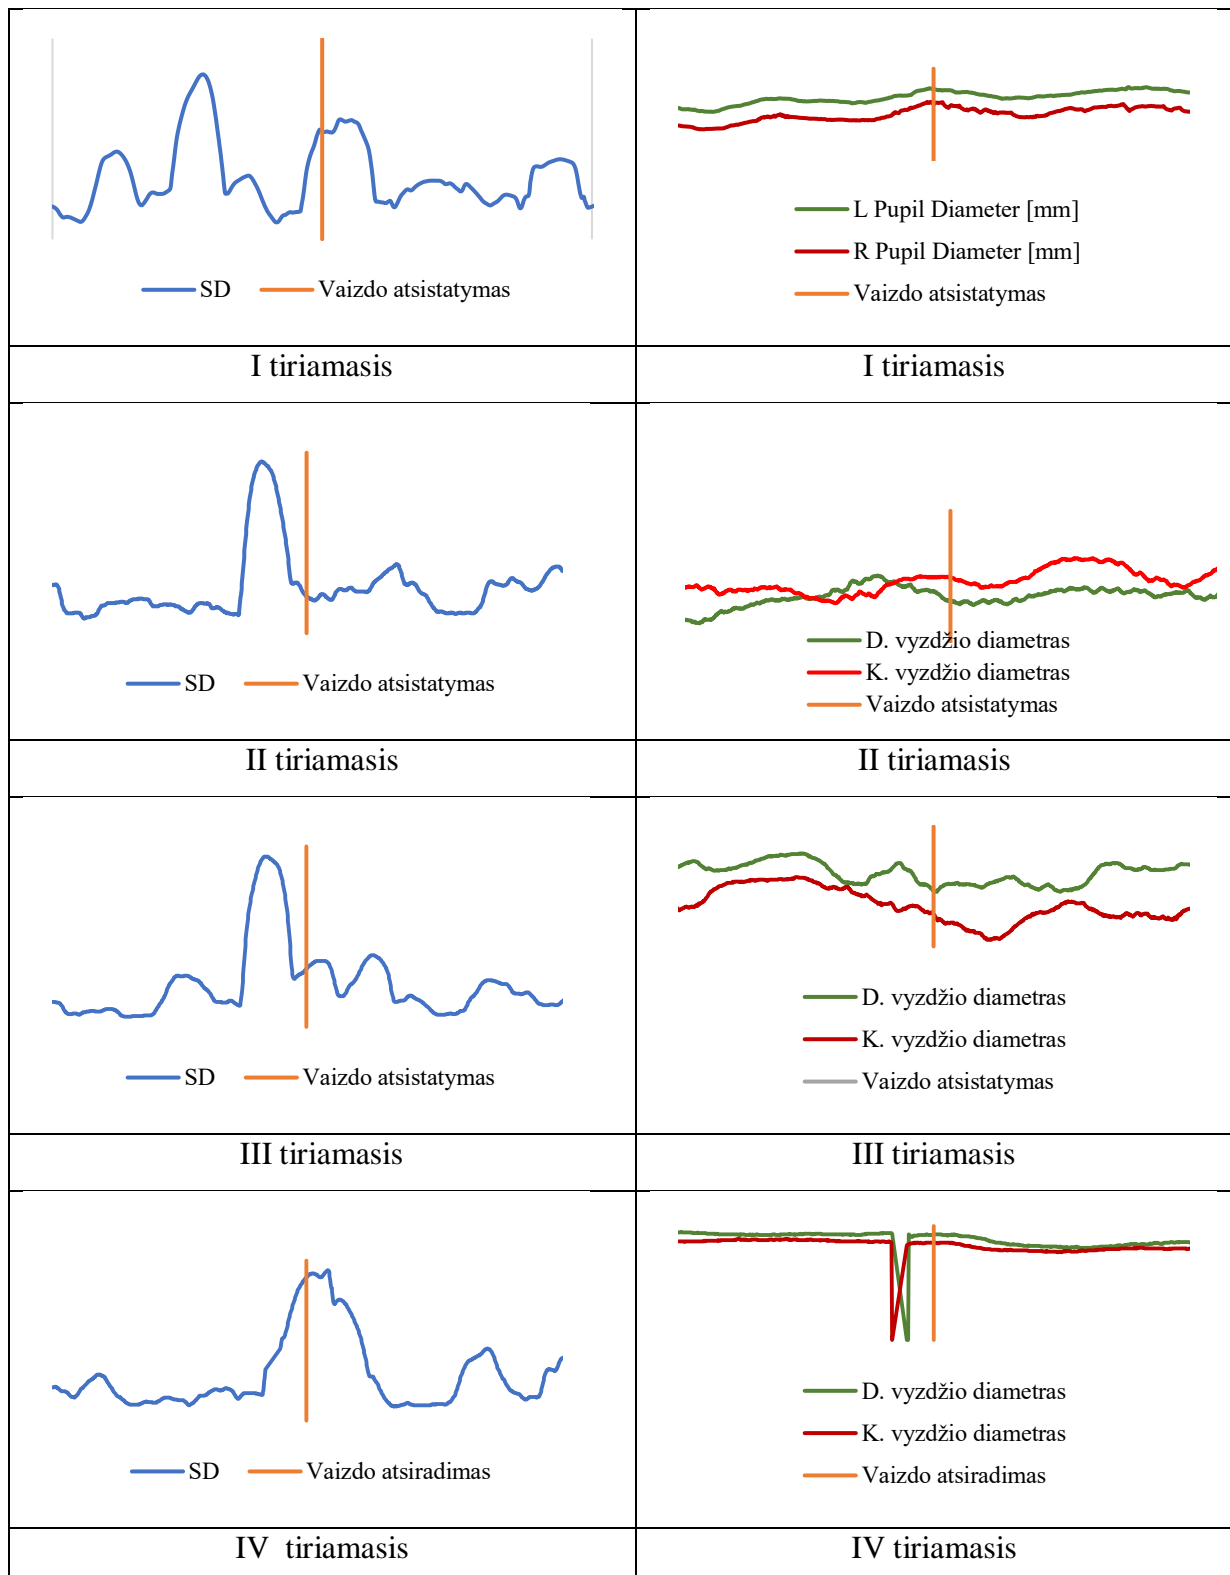 SD Vaizdo atsistatymas
L Pupil Diameter [mm]
R Pupil Diameter [mm]
Vaizdo atsistatymas
I tiriamasis
I tiriamasis
SD Vaizdo atsistatymas
D. vyzdžio diametras
K. vyzdžio diametras
Vaizdo atsistatymas
II tiriamasis
II tiriamasis
SD Vaizdo atsistatymas
D. vyzdžio diametras
K. vyzdžio diametras
Vaizdo atsistatymas
III tiriamasis
III tiriamasis
SD Vaizdo atsiradimas
D. vyzdžio diametras
K. vyzdžio diametras
Vaizdo atsiradimas
IV tiriamasis
IV tiriamasis